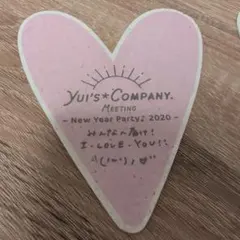 Yui's*Company.
Meeting
- New Year Party♪ 2020 -
I・LOVE・YOU!!